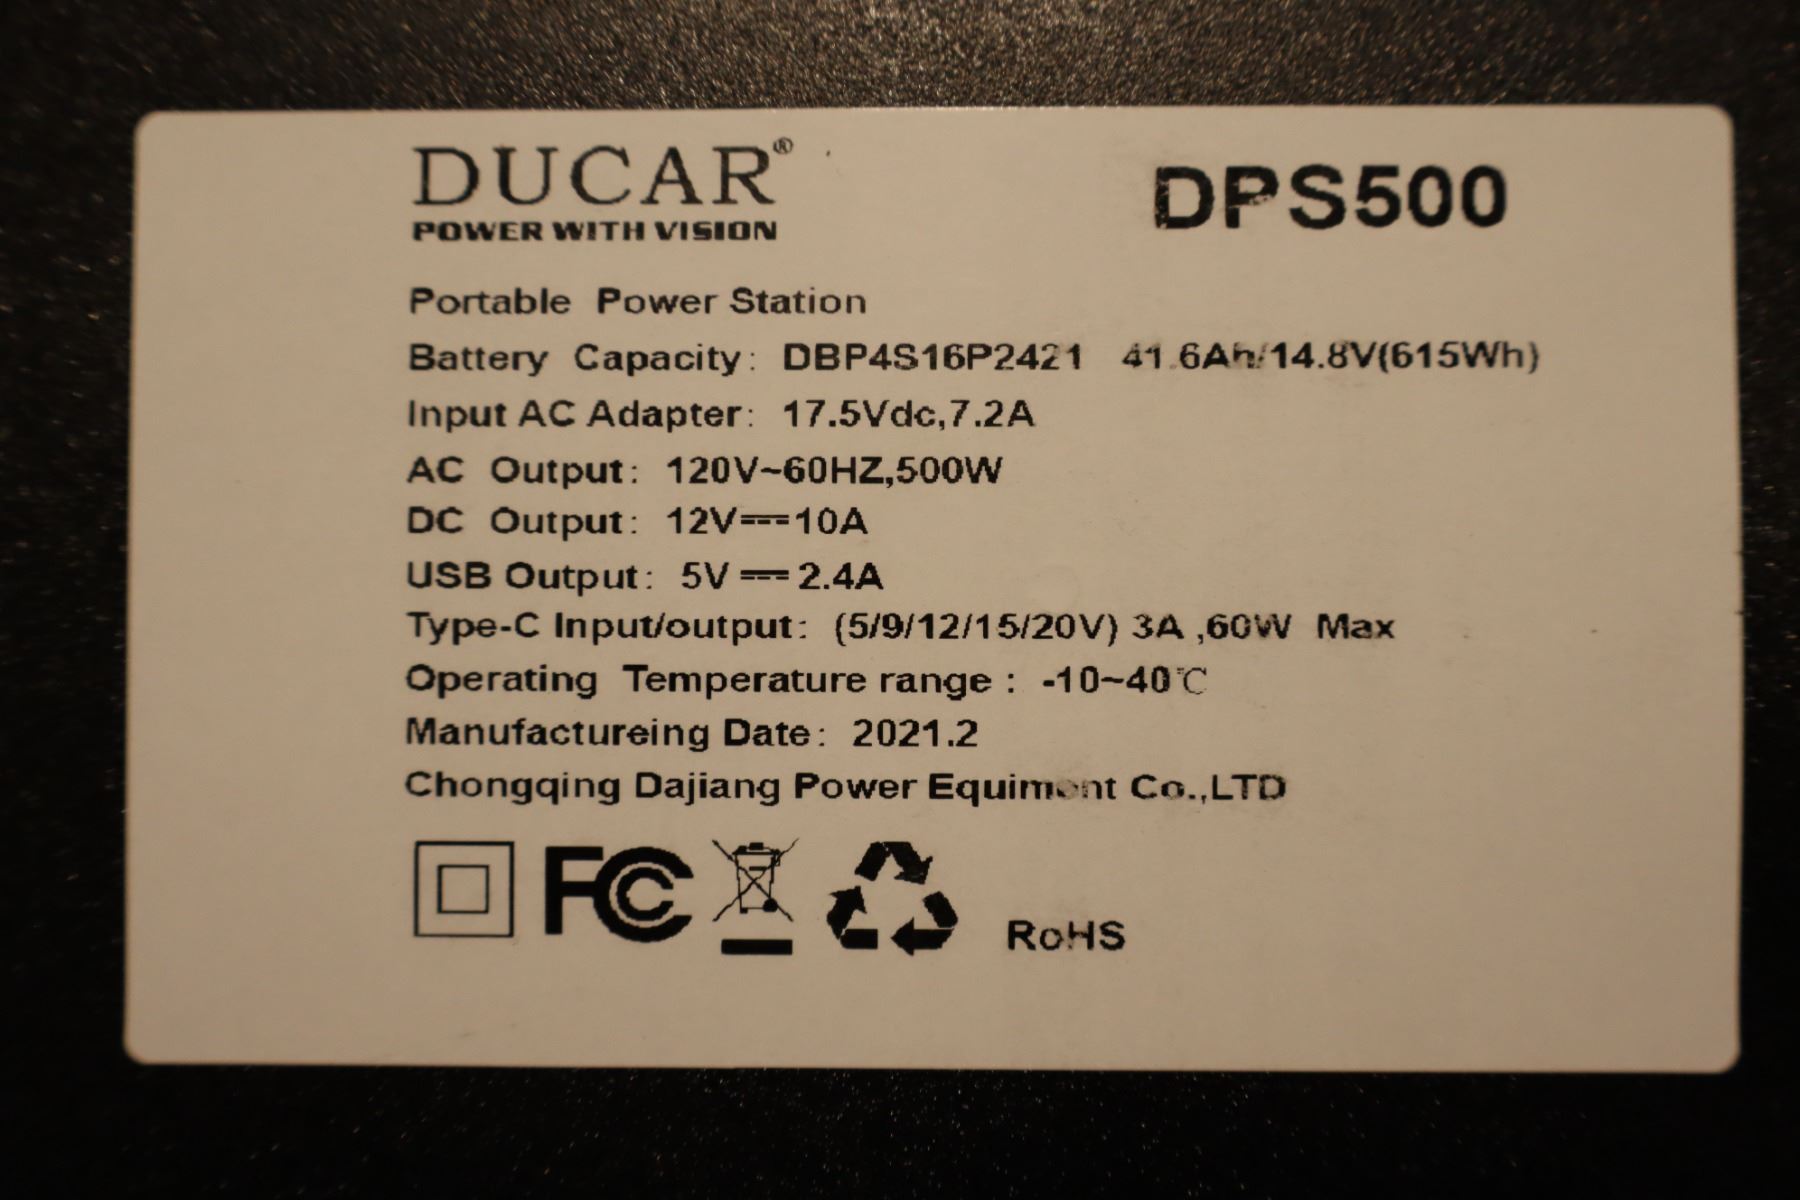 DUCAR®
POWER WITH VISION
DPS500
Portable Power Station
Battery Capacity: DBP4S16P2421 41.6Ah/14.8V(615Wh)
Input AC Adapter: 17.5Vdc,7.2A
AC Output: 120V~60HZ,500W
DC Output: 12V⎓10A
USB Output: 5V⎓2.4A
Type-C Input/output: (5/9/12/15/20V) 3A ,60W Max
Operating Temperature range : -10~40℃
Manufactureing Date: 2021.2
Chongqing Dajiang Power Equiment Co.,LTD
FC
RoHS